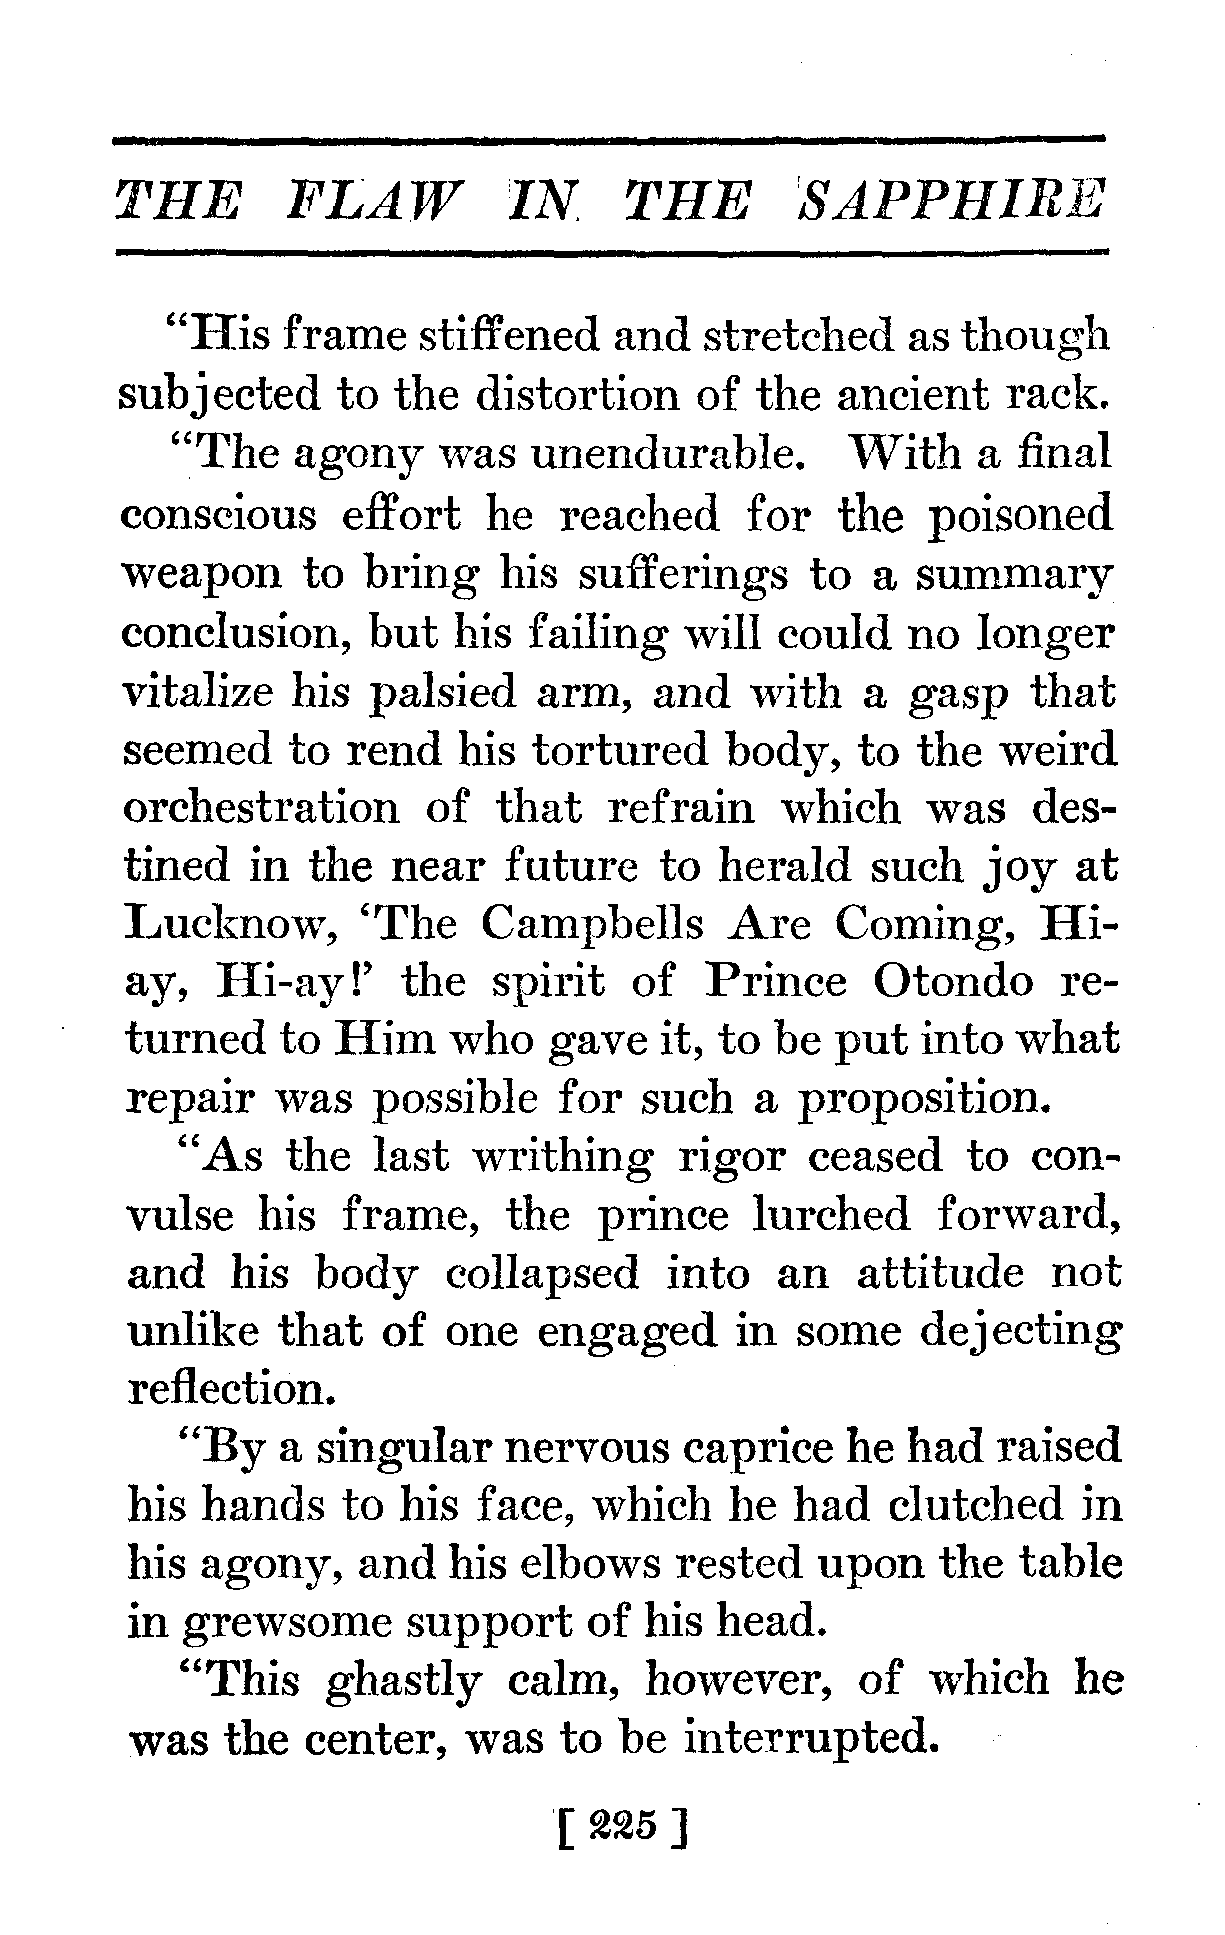 THE FLAW IN THE SAPPHIRE
“His frame stiffened and stretched as though
subjected to the distortion of the ancient rack.
“The agony was unendurable. With a final
conscious effort he reached for the poisoned
weapon to bring his sufferings to a summary
conclusion, but his failing will could no longer
vitalize his palsied arm, and with a gasp that
seemed to rend his tortured body, to the weird
orchestration of that refrain which was des-
tined in the near future to herald such joy at
Lucknow, ‘The Campbells Are Coming, Hi-
ay, Hi-ay!’ the spirit of Prince Otondo re-
turned to Him who gave it, to be put into what
repair was possible for such a proposition.
“As the last writhing rigor ceased to con-
vulse his frame, the prince lurched forward,
and his body collapsed into an attitude not
unlike that of one engaged in some dejecting
reflection.
“By a singular nervous caprice he had raised
his hands to his face, which he had clutched in
his agony, and his elbows rested upon the table
in grewsome support of his head.
“This ghastly calm, however, of which he
was the center, was to be interrupted.
[ 225 ]